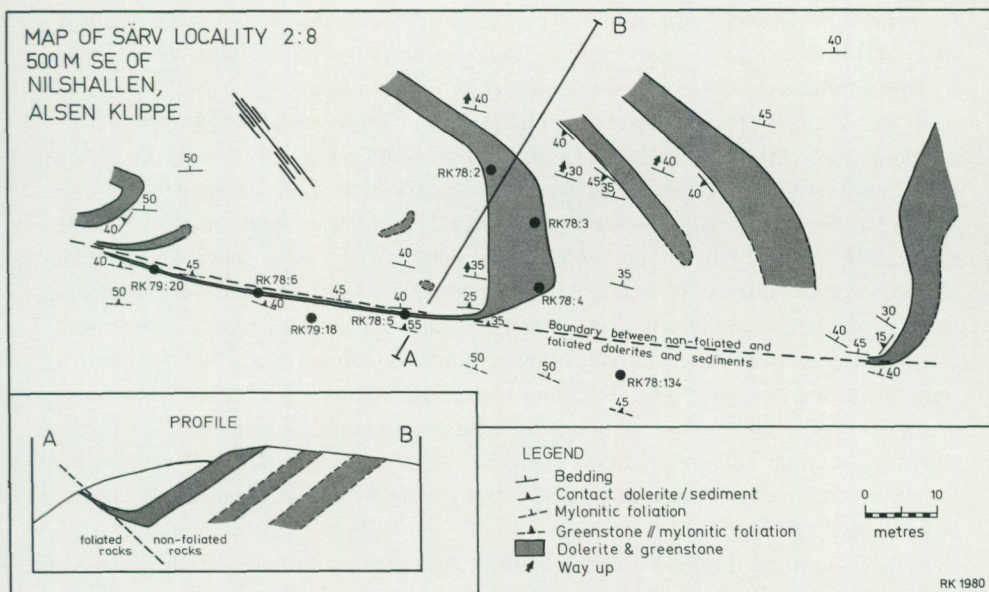 MAP OF SÄRV LOCALITY 2:8
500 M SE OF
NILSHALLEN,
ALSEN KLIPPE
B
40
40
45
50
50
40
RK78:2
40
30
45
35
40
40
RK78:3
40
35
RK78:4
35
30
40
45
RK79:20
RK78:6
40
45
40
25
50
RK79:18
RK78:5
55
35
Boundary between non-foliated and
foliated dolerites and sediments
40
45
15
40
A
50
50
RK78:134
45
PROFILE
A
B
foliated
rocks
non-foliated
rocks
LEGEND
Bedding
Contact dolerite/sediment
Mylonitic foliation
Greenstone // mylonitic foliation
Dolerite & greenstone
Way up
0 10
metres
RK 1980